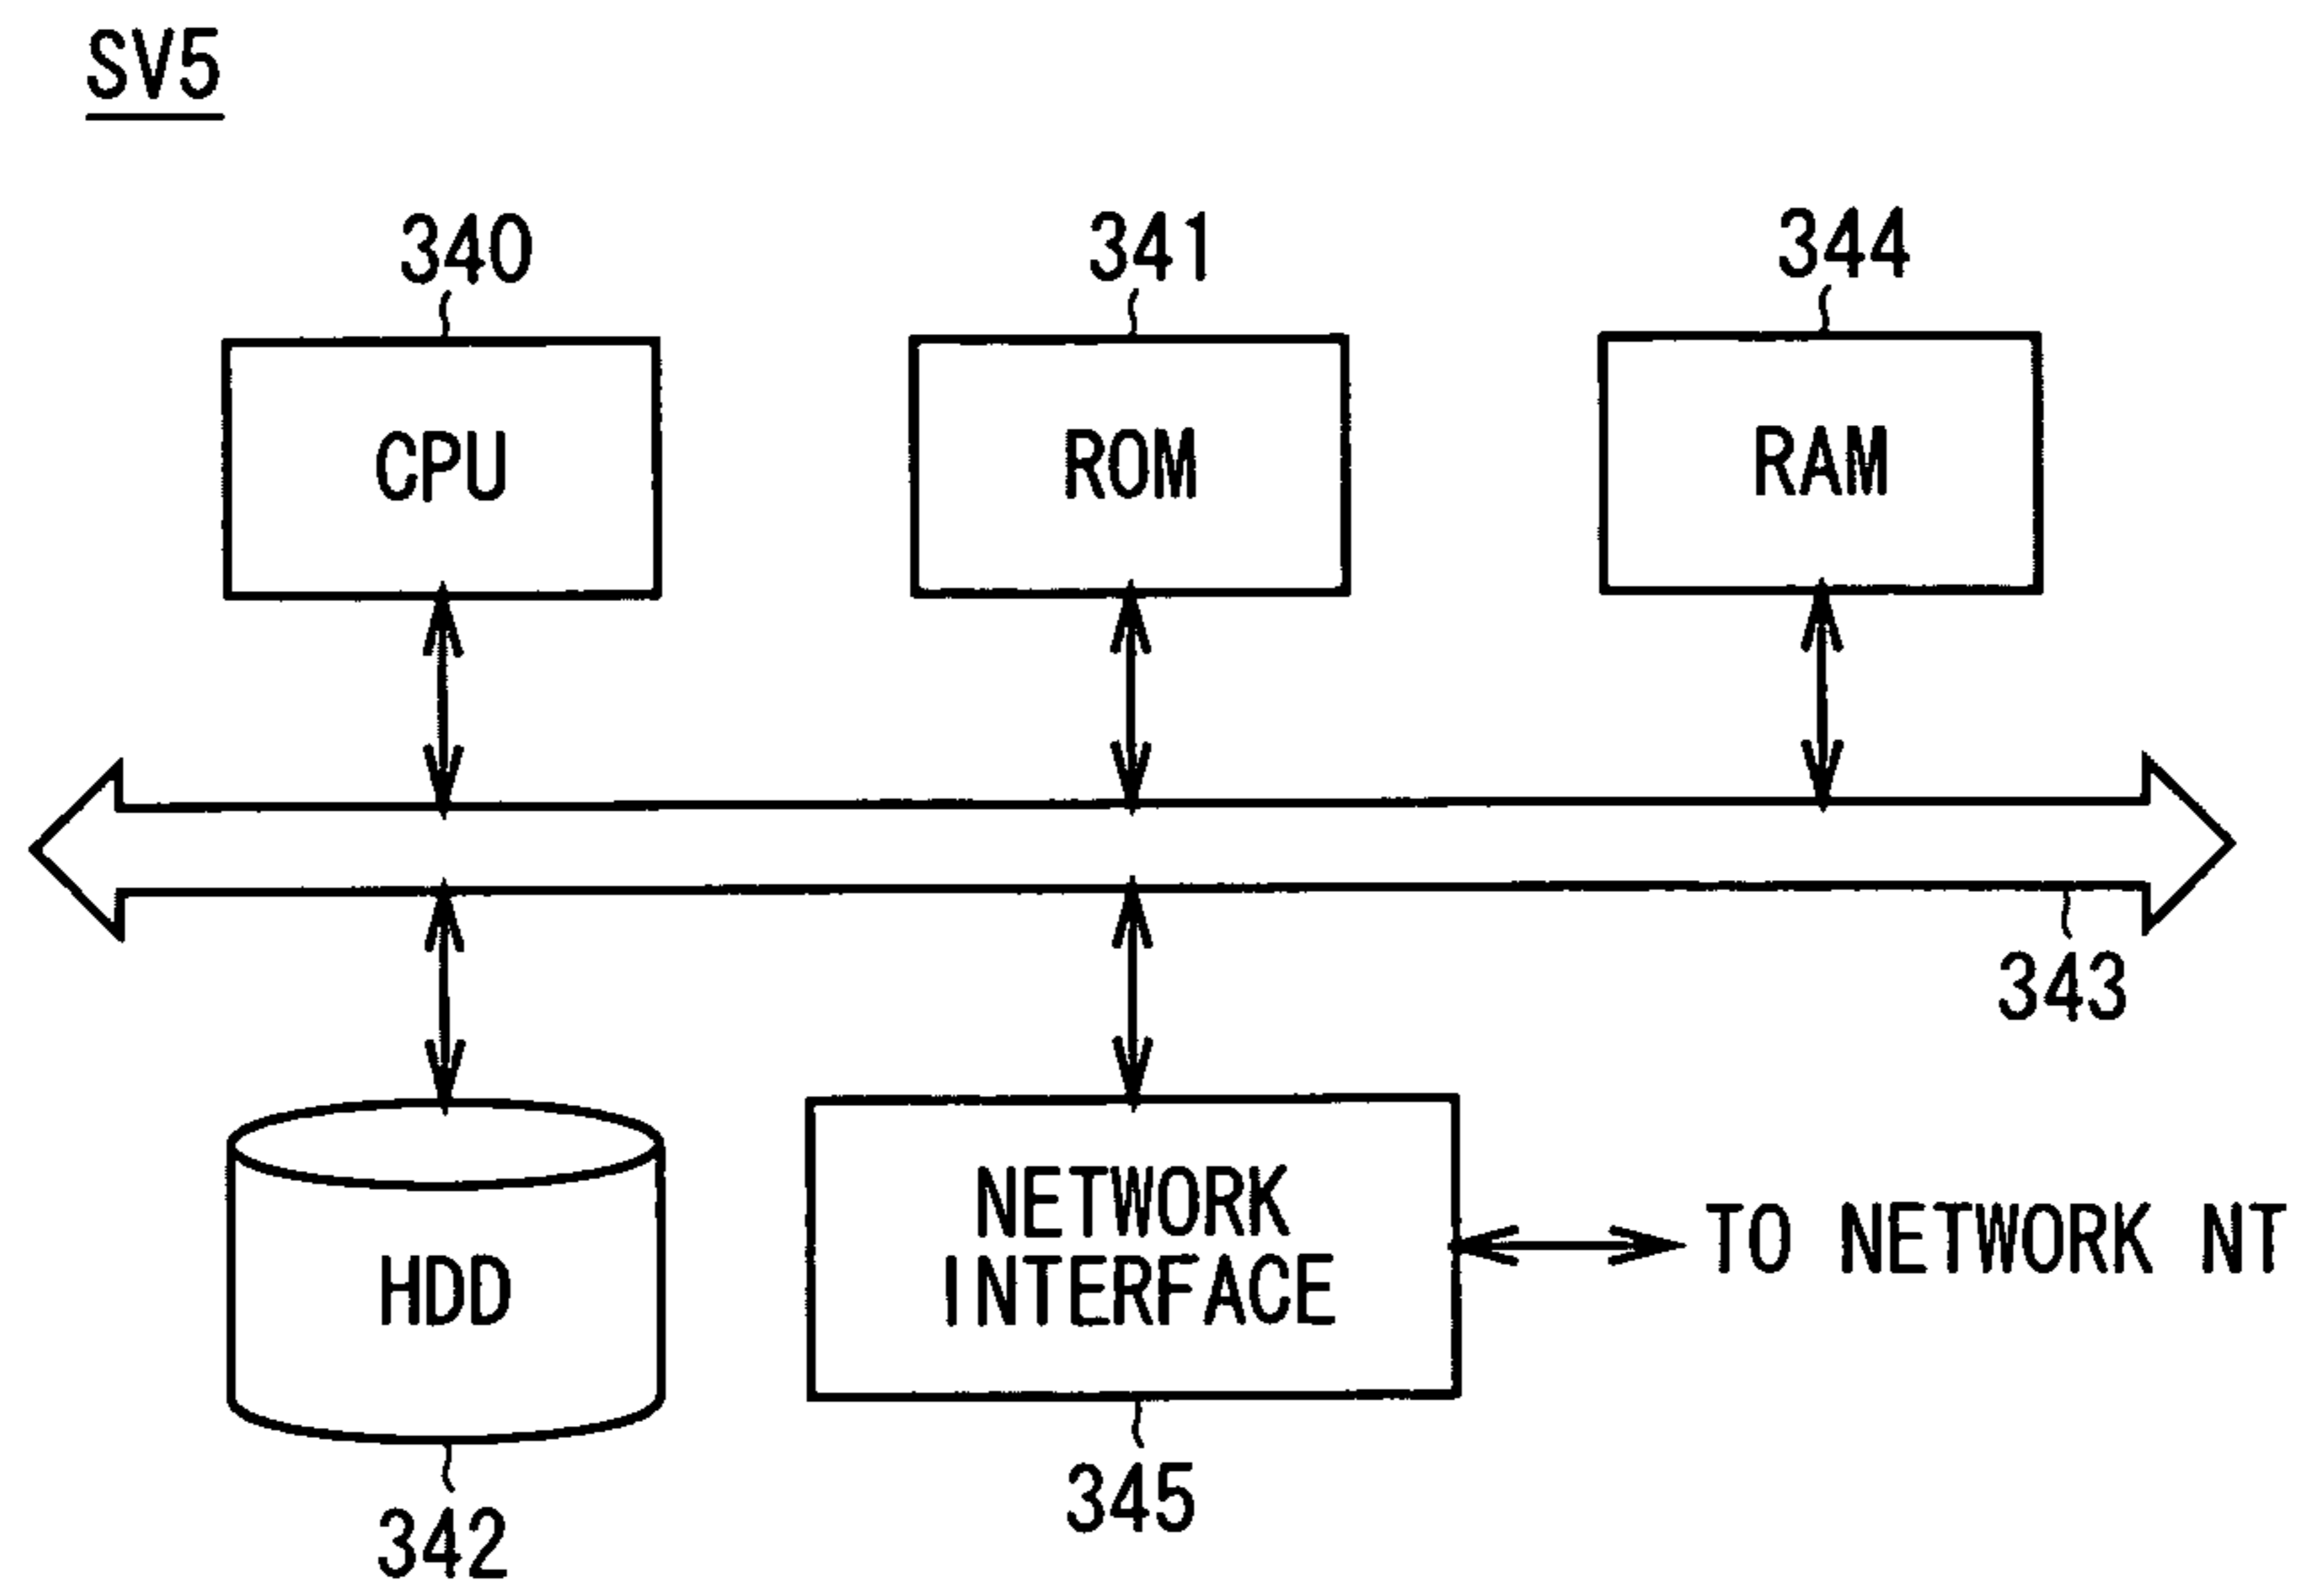 SV5
340
341
344
CPU
ROM
RAM
343
HDD
NETWORK
INTERFACE
TO NETWORK NT
342
345